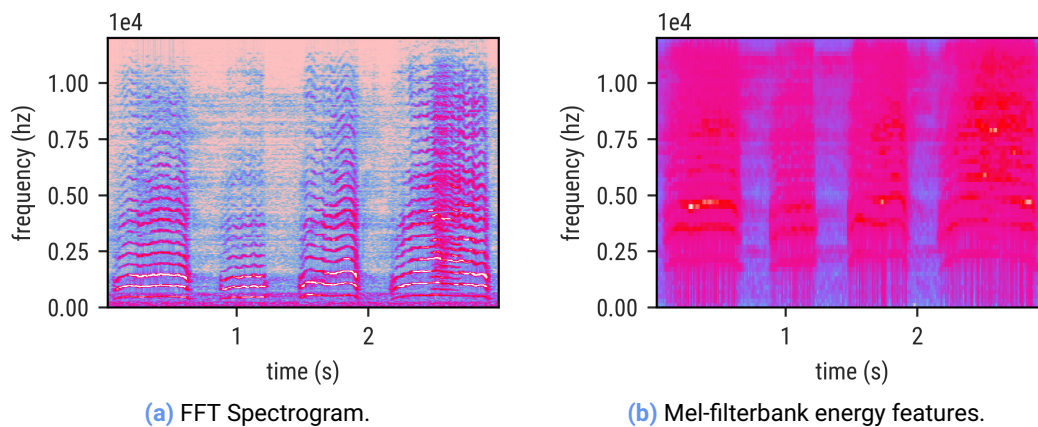 1e4
1.00
0.75
0.50
0.25
0.00
frequency (hz)
1
2
time (s)
(a) FFT Spectrogram.
1e4
1.00
0.75
0.50
0.25
0.00
frequency (hz)
1
2
time (s)
(b) Mel-filterbank energy features.